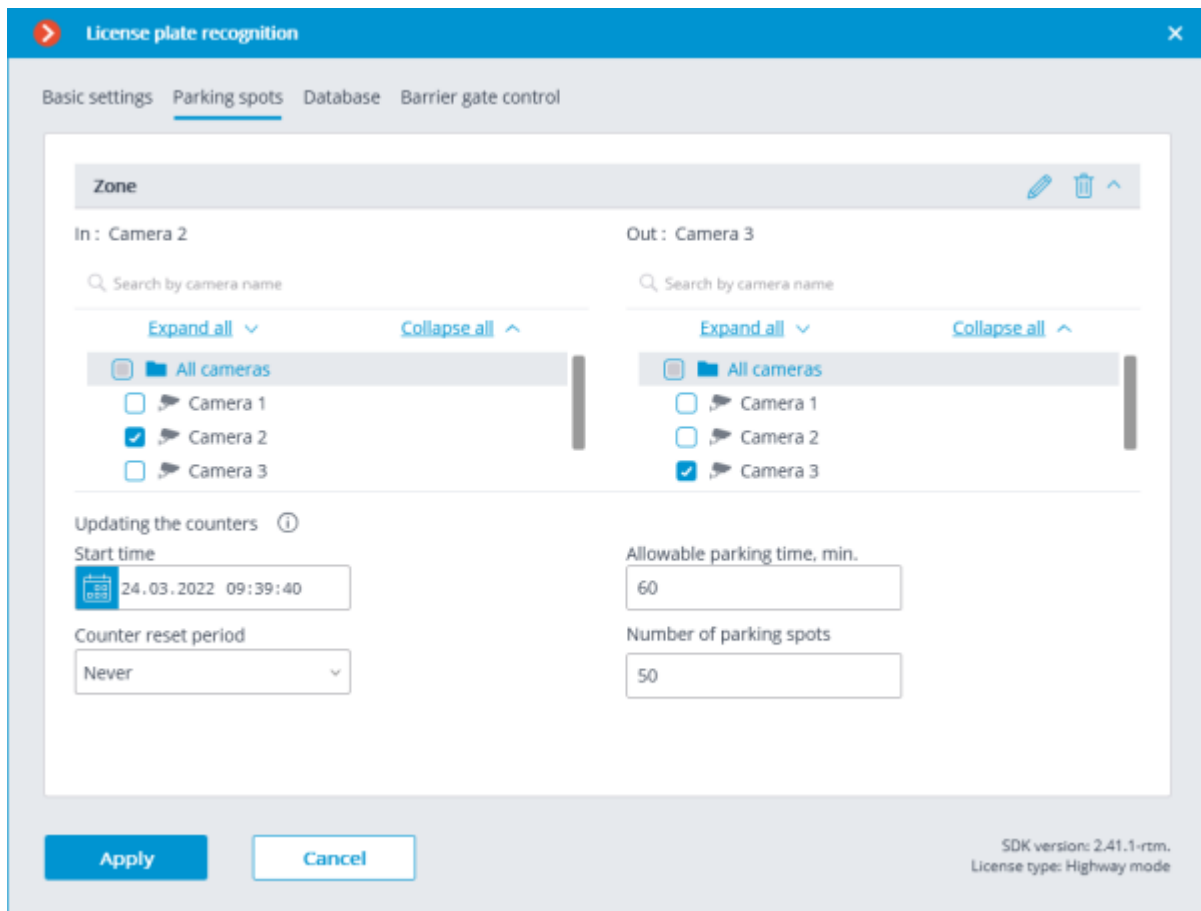 License plate recognition
Basic settings Parking spots Database Barrier gate control
Zone
In : Camera 2
Search by camera name
Expand all Collapse all
All cameras
Camera 1
Camera 2
Camera 3
Out : Camera 3
Search by camera name
Expand all Collapse all
All cameras
Camera 1
Camera 2
Camera 3
Updating the counters
Start time
24.03.2022 09:39:40
Counter reset period
Never
Allowable parking time, min.
60
Number of parking spots
50
Apply
Cancel
SDK version: 2.41.1-rtm.
License type: Highway mode